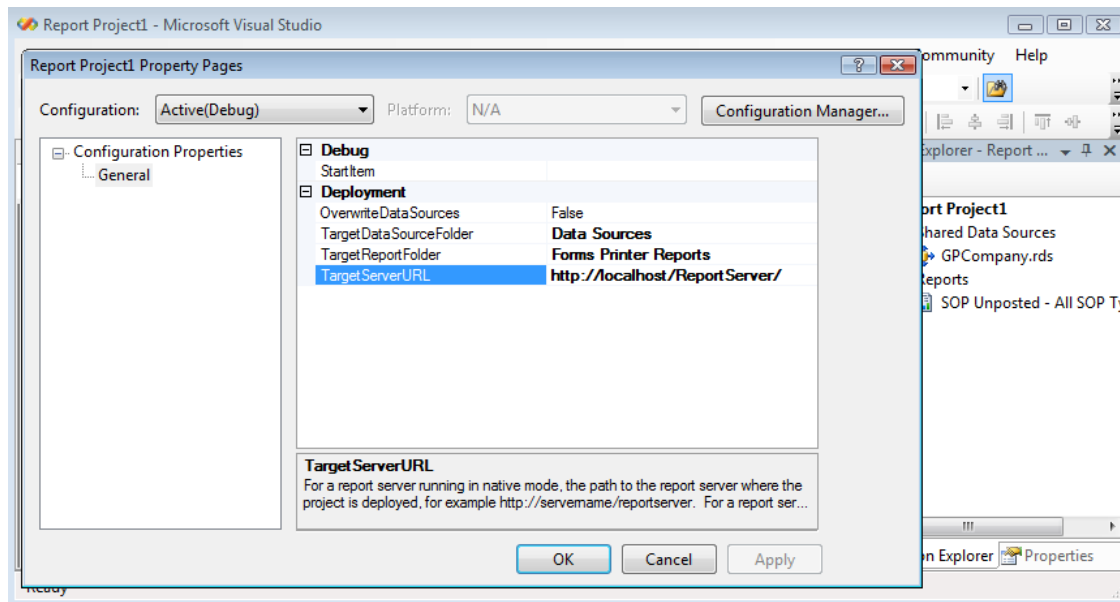 Report Project1 - Microsoft Visual Studio
Report Project1 Property Pages
ommunity Help
Configuration: Active(Debug) Platform: N/A Configuration Manager...
Configuration Properties
General
Debug
StartItem
Deployment
OverwriteDataSources False
TargetDataSourceFolder Data Sources
TargetReportFolder Forms Printer Reports
TargetServerURL http://localhost/ReportServer/
TargetServerURL
For a report server running in native mode, the path to the report server where the
project is deployed, for example http://servername/reportserver. For a report ser...
OK Cancel Apply
xplorer - Report ...
ort Project1
hared Data Sources
GPCompany.rds
eports
SOP Unposted - All SOP Ty
n Explorer Properties
Ready